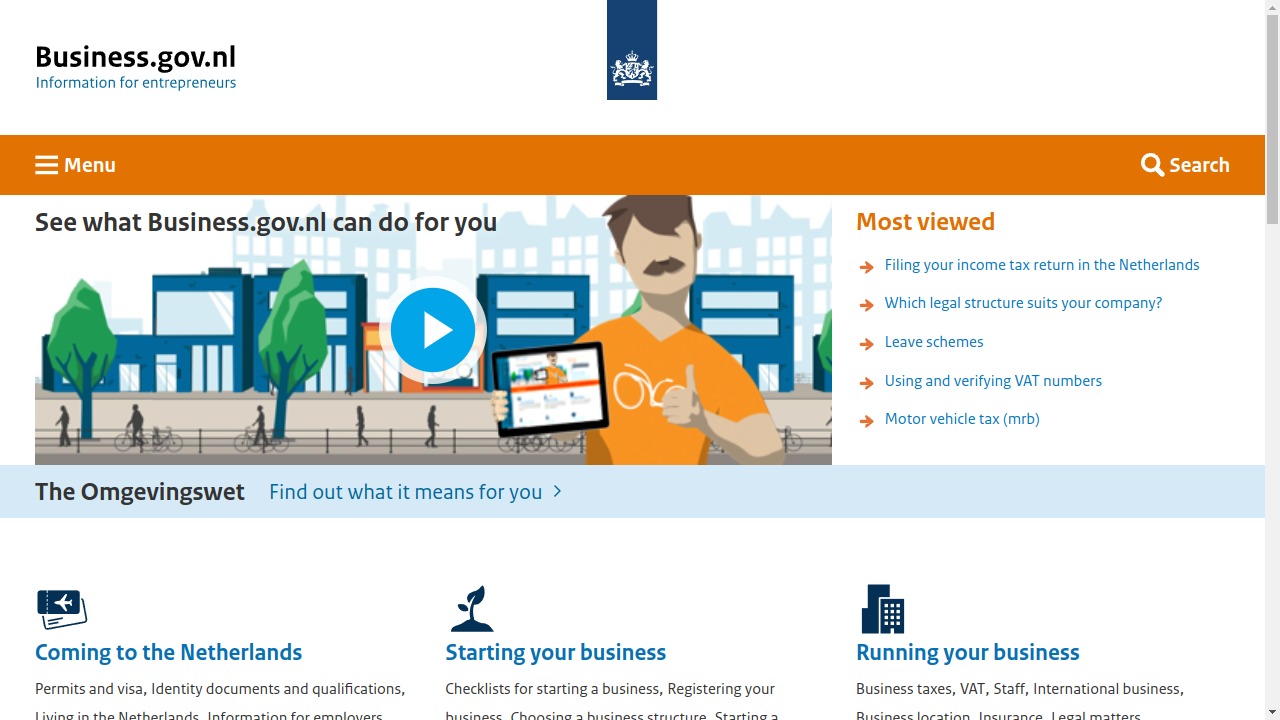 Business.gov.nl
Information for entrepreneurs
Menu
Search
See what Business.gov.nl can do for you
Most viewed
Filing your income tax return in the Netherlands
Which legal structure suits your company?
Leave schemes
Using and verifying VAT numbers
Motor vehicle tax (mrb)
The Omgevingswet
Find out what it means for you
Coming to the Netherlands
Permits and visa, Identity documents and qualifications,
Living in the Netherlands, Information for employers
Starting your business
Checklists for starting a business, Registering your
business, Choosing a business structure, Starting a
Running your business
Business taxes, VAT, Staff, International business,
Business location, Insurance, Legal matters